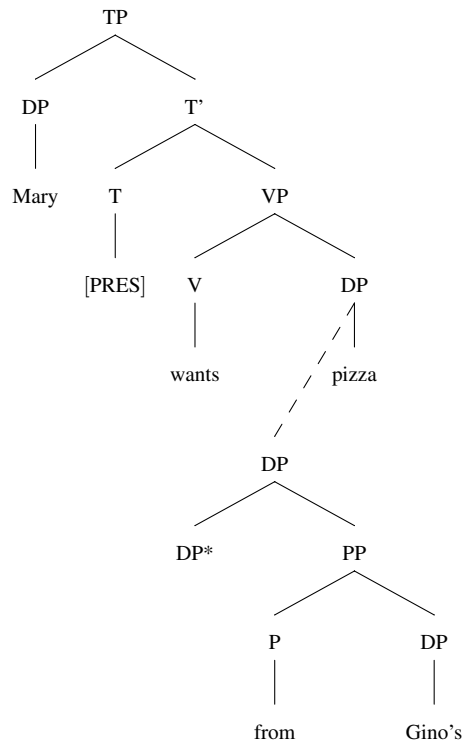 TP
DP T’
Mary T VP
[PRES] V DP
wants pizza
DP
DP* PP
P DP
from Gino’s